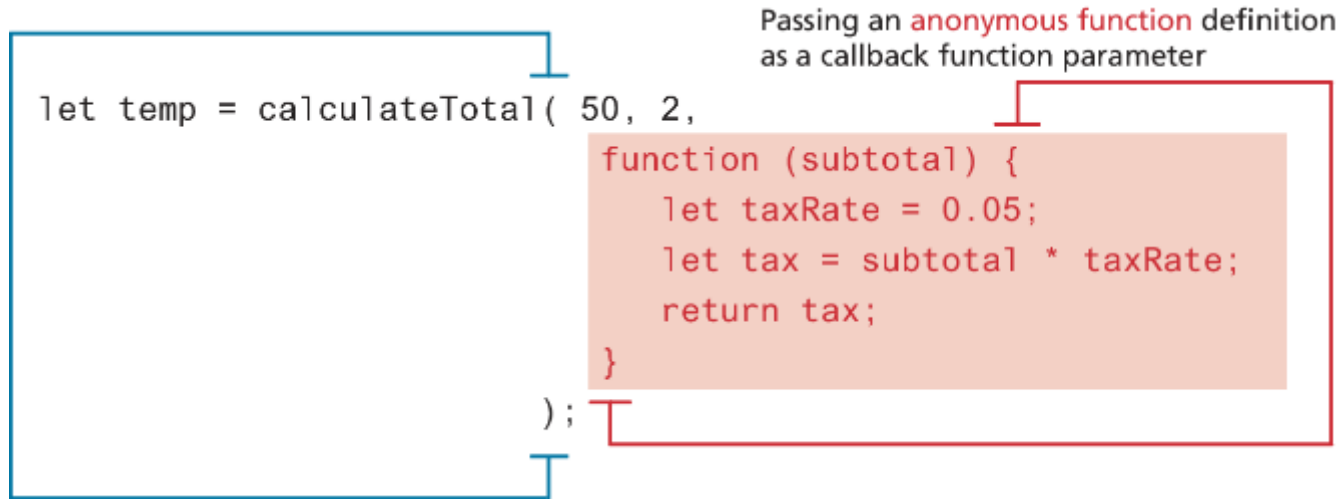 Passing an anonymous function definition
as a callback function parameter
let temp = calculateTotal( 50, 2,
function (subtotal) {
let taxRate = 0.05;
let tax = subtotal * taxRate;
return tax;
}
);